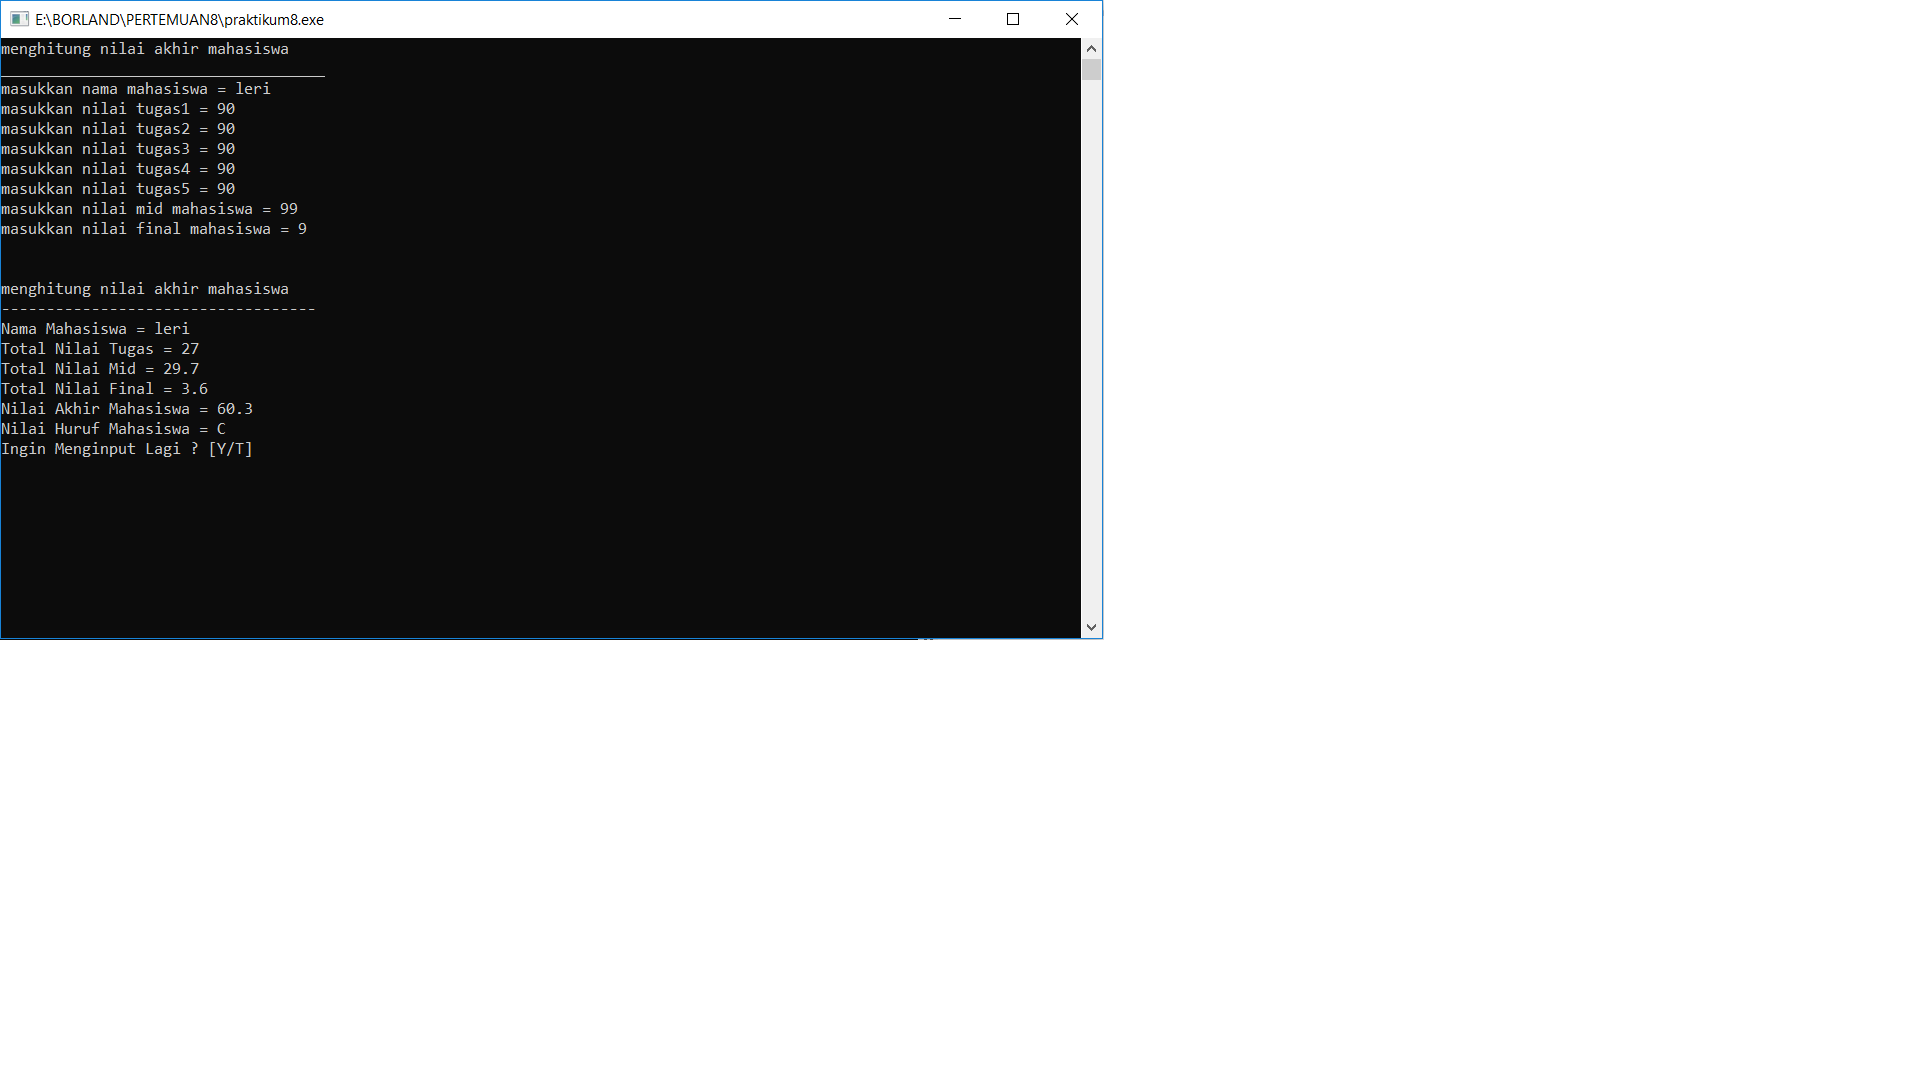 E:\BORLAND\PERTEMUAN8\praktikum8.exe
menghitung nilai akhir mahasiswa
____________________________________
masukkan nama mahasiswa = leri
masukkan nilai tugas1 = 90
masukkan nilai tugas2 = 90
masukkan nilai tugas3 = 90
masukkan nilai tugas4 = 90
masukkan nilai tugas5 = 90
masukkan nilai mid mahasiswa = 99
masukkan nilai final mahasiswa = 9
menghitung nilai akhir mahasiswa
-----------------------------------
Nama Mahasiswa = leri
Total Nilai Tugas = 27
Total Nilai Mid = 29.7
Total Nilai Final = 3.6
Nilai Akhir Mahasiswa = 60.3
Nilai Huruf Mahasiswa = C
Ingin Menginput Lagi ? [Y/T]